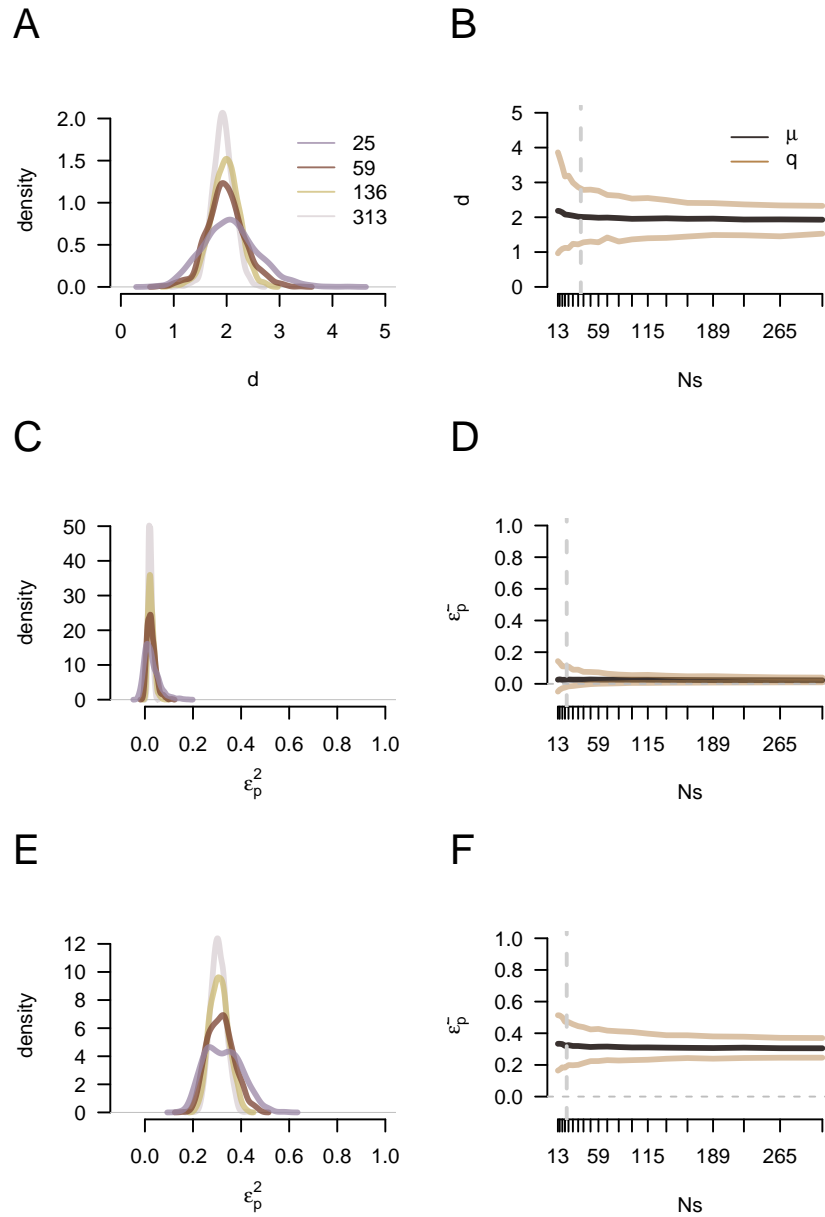 A
density
2.0
1.5
1.0
0.5
0.0
25
59
136
313
0 1 2 3 4 5
d
B
d
5
4
3
2
1
0
μ
q
13 59 115 189 265
Ns
C
density
50
40
30
20
10
0
0.0 0.2 0.4 0.6 0.8 1.0
ε²ₚ
D
ε̄ₚ
1.0
0.8
0.6
0.4
0.2
0.0
13 59 115 189 265
Ns
E
density
12
10
8
6
4
2
0
0.0 0.2 0.4 0.6 0.8 1.0
ε²ₚ
F
ε̄ₚ
1.0
0.8
0.6
0.4
0.2
0.0
13 59 115 189 265
Ns